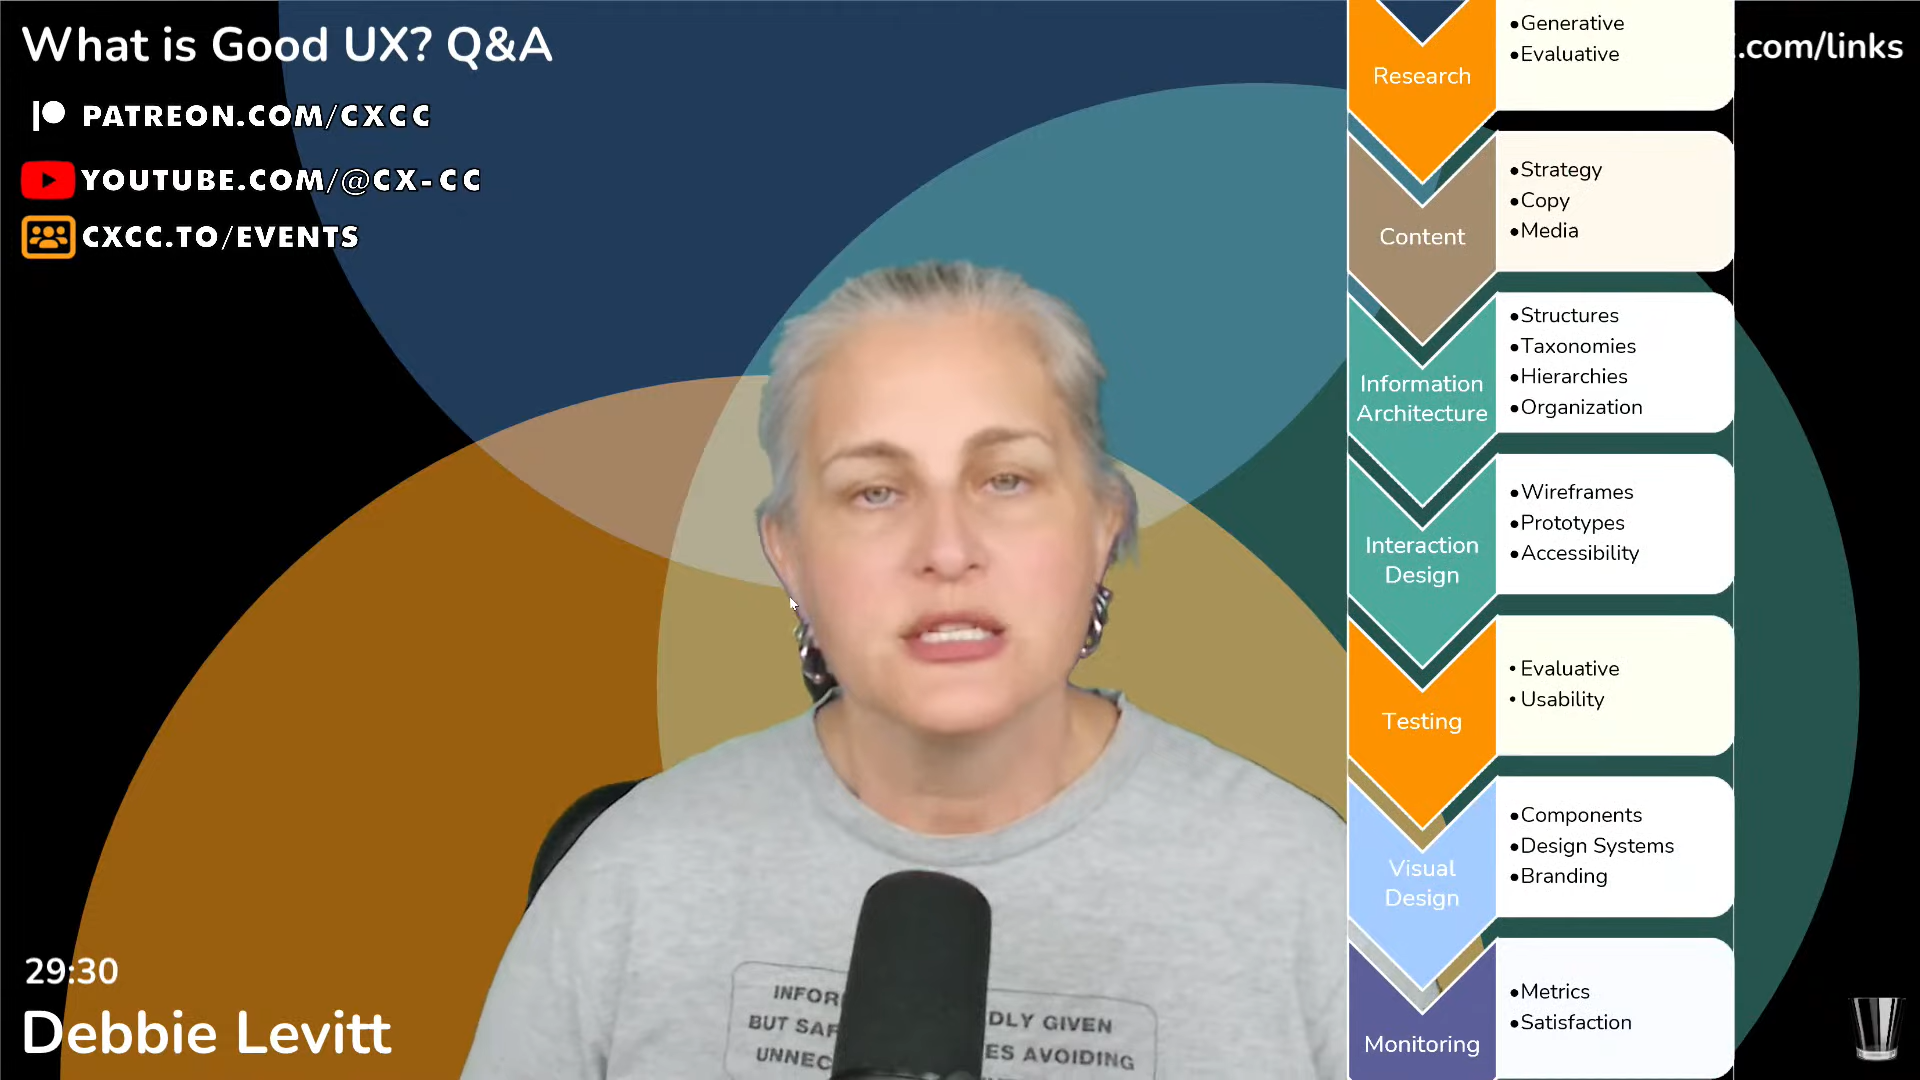 What is Good UX? Q&A
PATREON.COM/CXCC
YOUTUBE.COM/@CX-CC
CXCC.TO/EVENTS
.com/links
Research
•Generative
•Evaluative
Content
•Strategy
•Copy
•Media
Information
Architecture
•Structures
•Taxonomies
•Hierarchies
•Organization
Interaction
Design
•Wireframes
•Prototypes
•Accessibility
Testing
• Evaluative
• Usability
Visual
Design
•Components
•Design Systems
•Branding
Monitoring
•Metrics
•Satisfaction
29:30
Debbie Levitt
GIVEN
AVOIDING